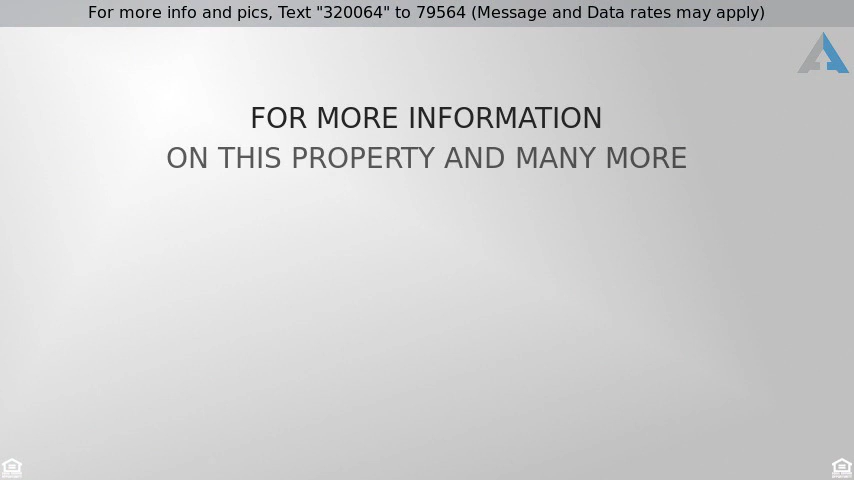 For more info and pics, Text "320064" to 79564 (Message and Data rates may apply)
FOR MORE INFORMATION
ON THIS PROPERTY AND MANY MORE